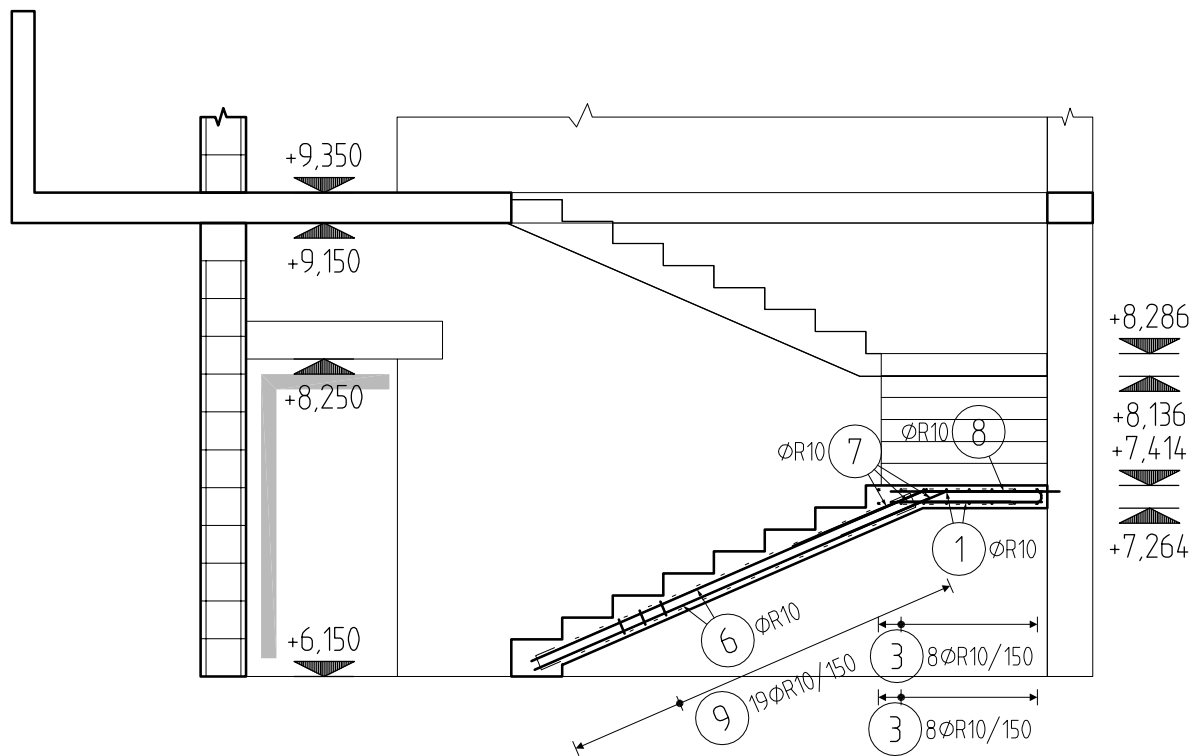 +9,350
+9,150
+8,286
+8,250
+8,136
ØR10 8
+7,414
ØR10 7
1 ØR10
+7,264
6 ØR10
+6,150
3 8ØR10/150
9 19ØR10/150
3 8ØR10/150